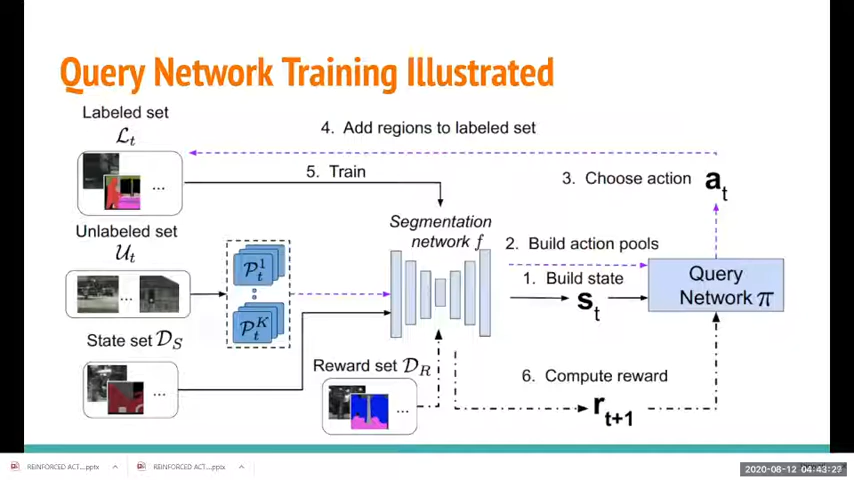 Query Network Training Illustrated
Labeled set
ℒt
4. Add regions to labeled set
...
5. Train
3. Choose action at
Unlabeled set
𝒰t
...
Segmentation
network f
2. Build action pools
1. Build state
st
Query
Network π
𝒫t1
𝒫tK
State set 𝒟S
...
Reward set 𝒟R
...
6. Compute reward
rt+1
REINFORCED ACT....pptx
REINFORCED ACT....pptx
2020-08-12 04:43:27